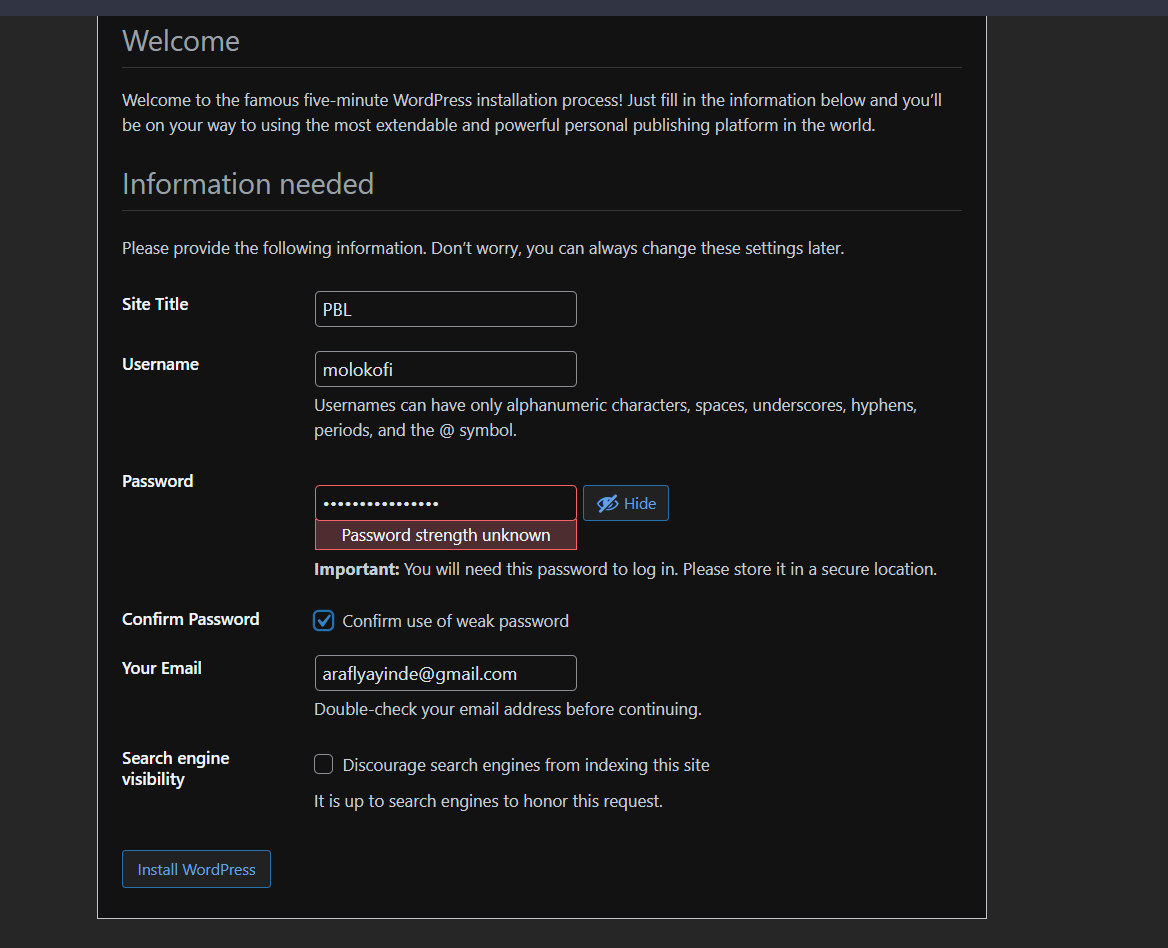 Welcome
Welcome to the famous five-minute WordPress installation process! Just fill in the information below and you’ll
be on your way to using the most extendable and powerful personal publishing platform in the world.
Information needed
Please provide the following information. Don’t worry, you can always change these settings later.
Site Title
PBL
Username
molokofi
Usernames can have only alphanumeric characters, spaces, underscores, hyphens,
periods, and the @ symbol.
Password
••••••••••••••••
Hide
Password strength unknown
Important: You will need this password to log in. Please store it in a secure location.
Confirm Password
Confirm use of weak password
Your Email
araflyayinde@gmail.com
Double-check your email address before continuing.
Search engine
visibility
Discourage search engines from indexing this site
It is up to search engines to honor this request.
Install WordPress